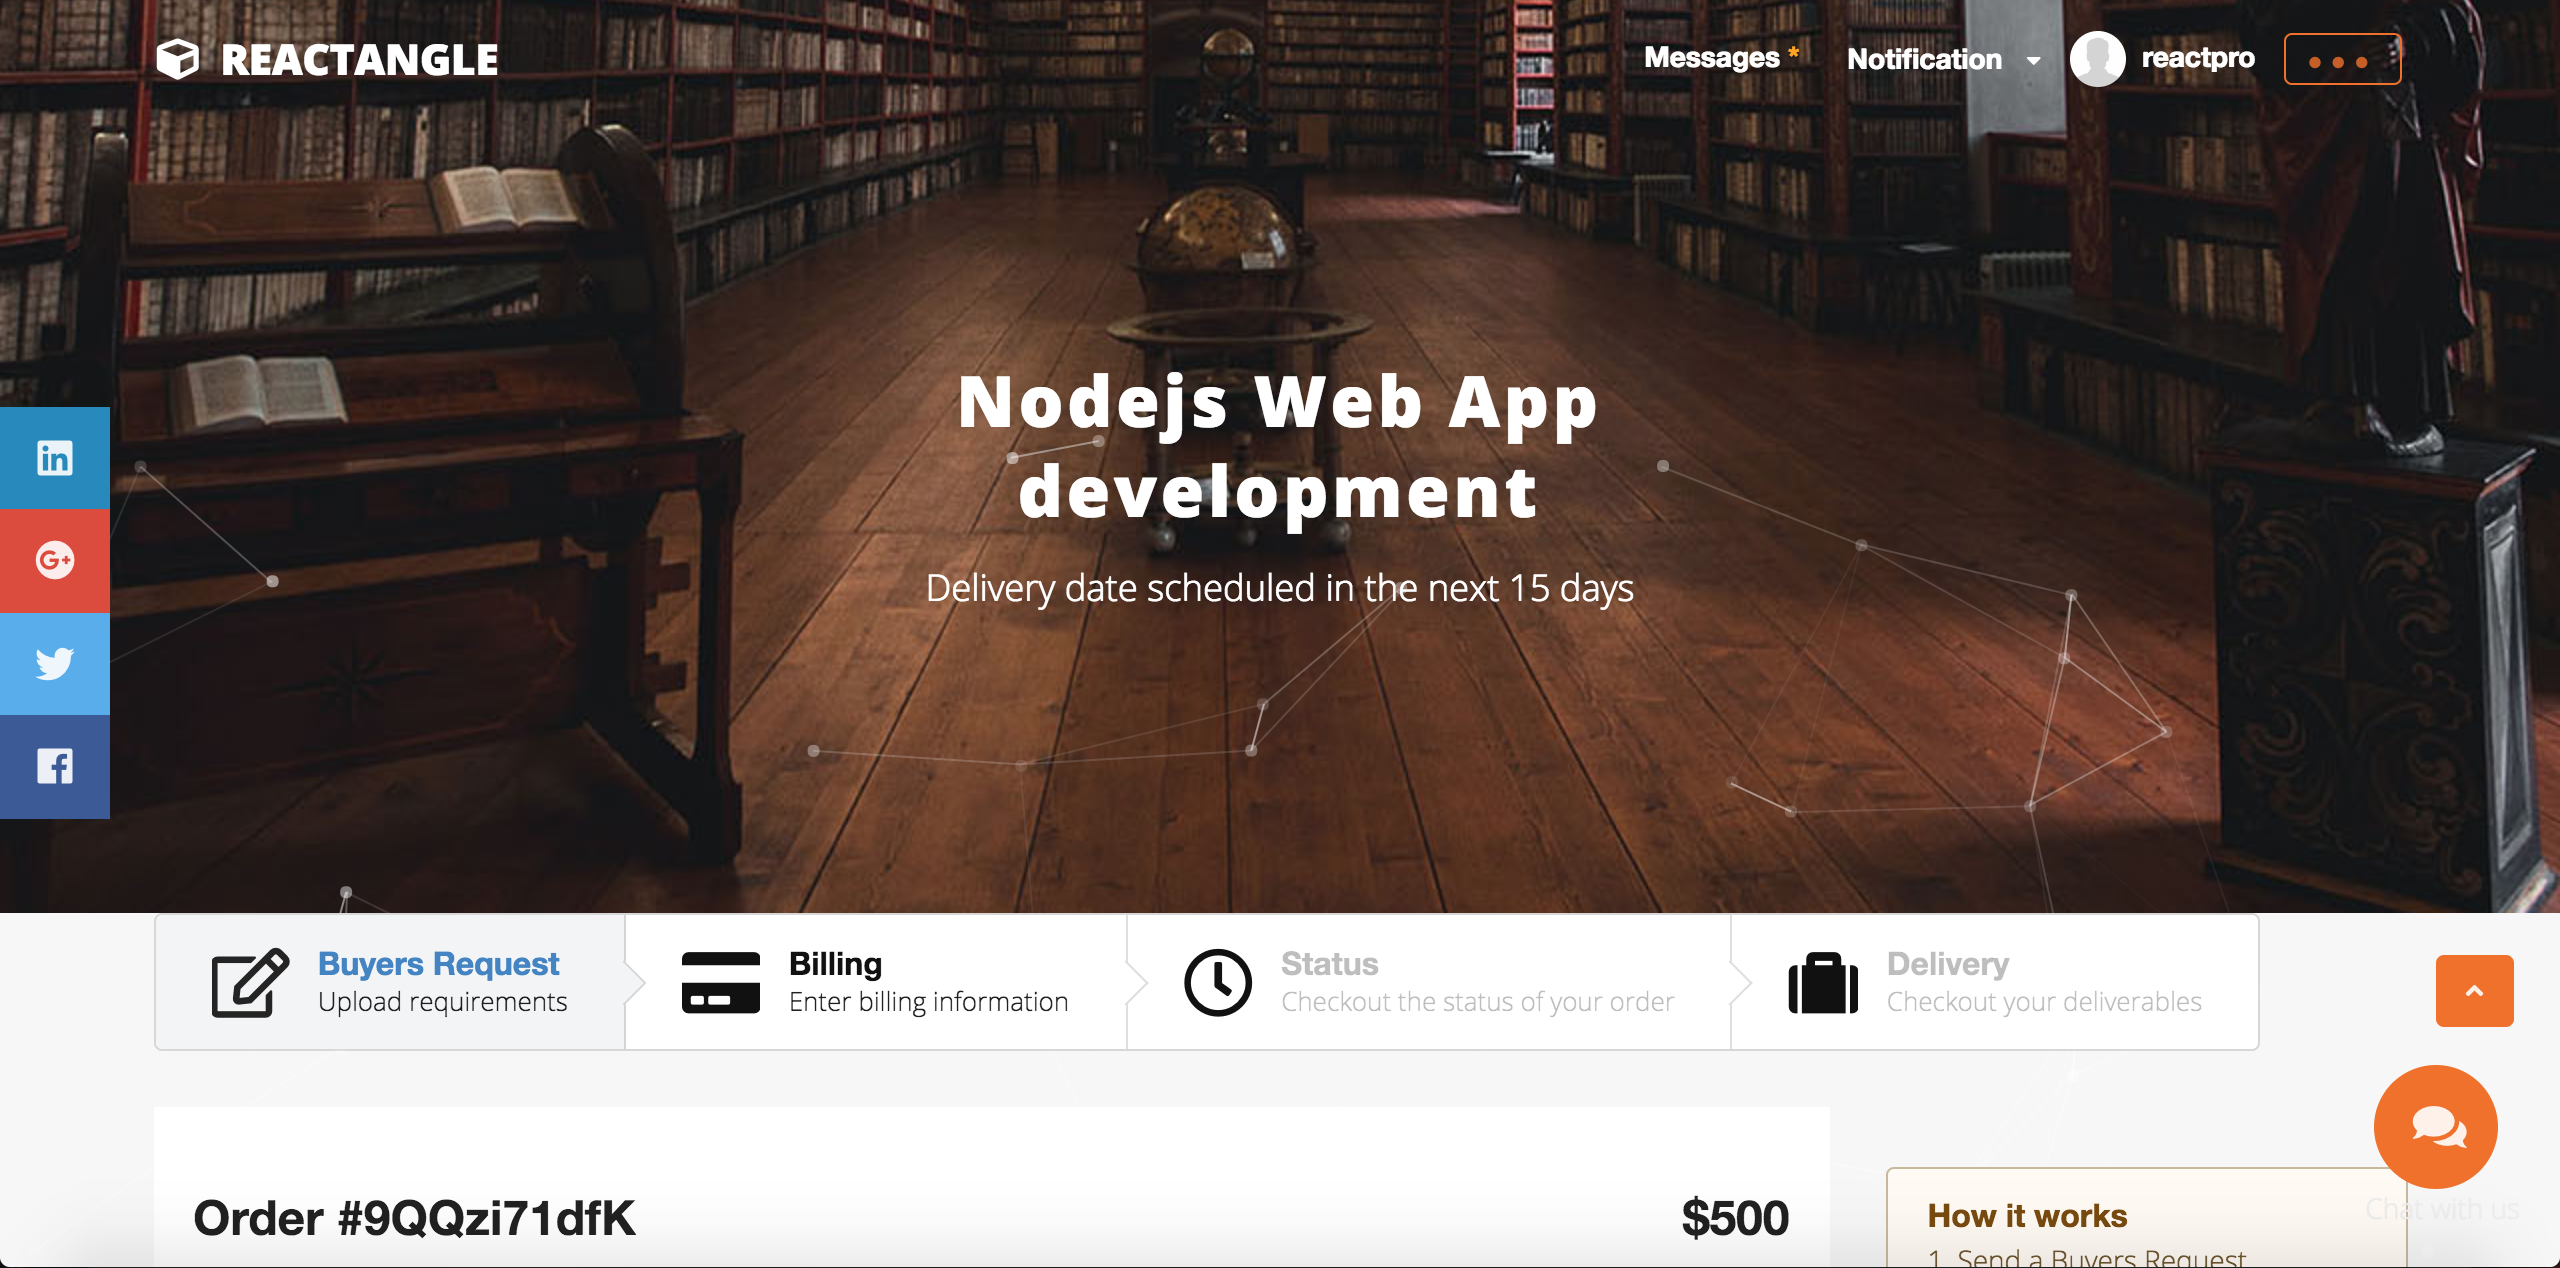 REACTANGLE
Messages *
Notification
reactpro
Nodejs Web App
development
Delivery date scheduled in the next 15 days
Buyers Request
Upload requirements
Billing
Enter billing information
Status
Checkout the status of your order
Delivery
Checkout your deliverables
Order #9QQzi71dfK
$500
How it works
1. Send a Buyers Request
Chat with us